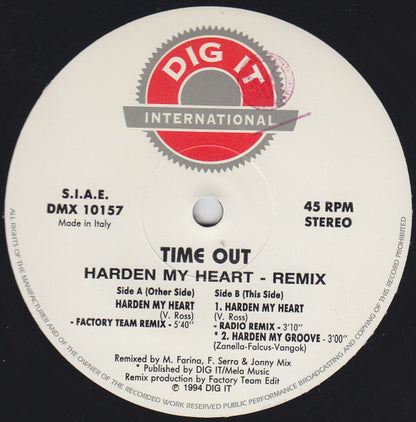 DIG IT
INTERNATIONAL
S.I.A.E.
DMX 10157
Made in Italy
45 RPM
STEREO
TIME OUT
HARDEN MY HEART - REMIX
Side A (Other Side)
HARDEN MY HEART
(V. Ross)
- FACTORY TEAM REMIX - 5'40"
Side B (This Side)
1. HARDEN MY HEART
(V. Ross)
- RADIO REMIX - 3'10"
* 2. HARDEN MY GROOVE - 3'00"
(Zanella-Falcus-Vangok)
Remixed by M. Farina, F. Serra & Jonny Mix
* Published by DIG IT/Mela Music
Remix production by Factory Team Edit
℗ 1994 DIG IT
ALL RIGHTS OF THE MANUFACTURER AND OF THE OWNER OF THE RECORDED WORK RESERVED PUBLIC PERFORMANCE BROADCASTING AND COPYING OF THIS RECORD PROHIBITED